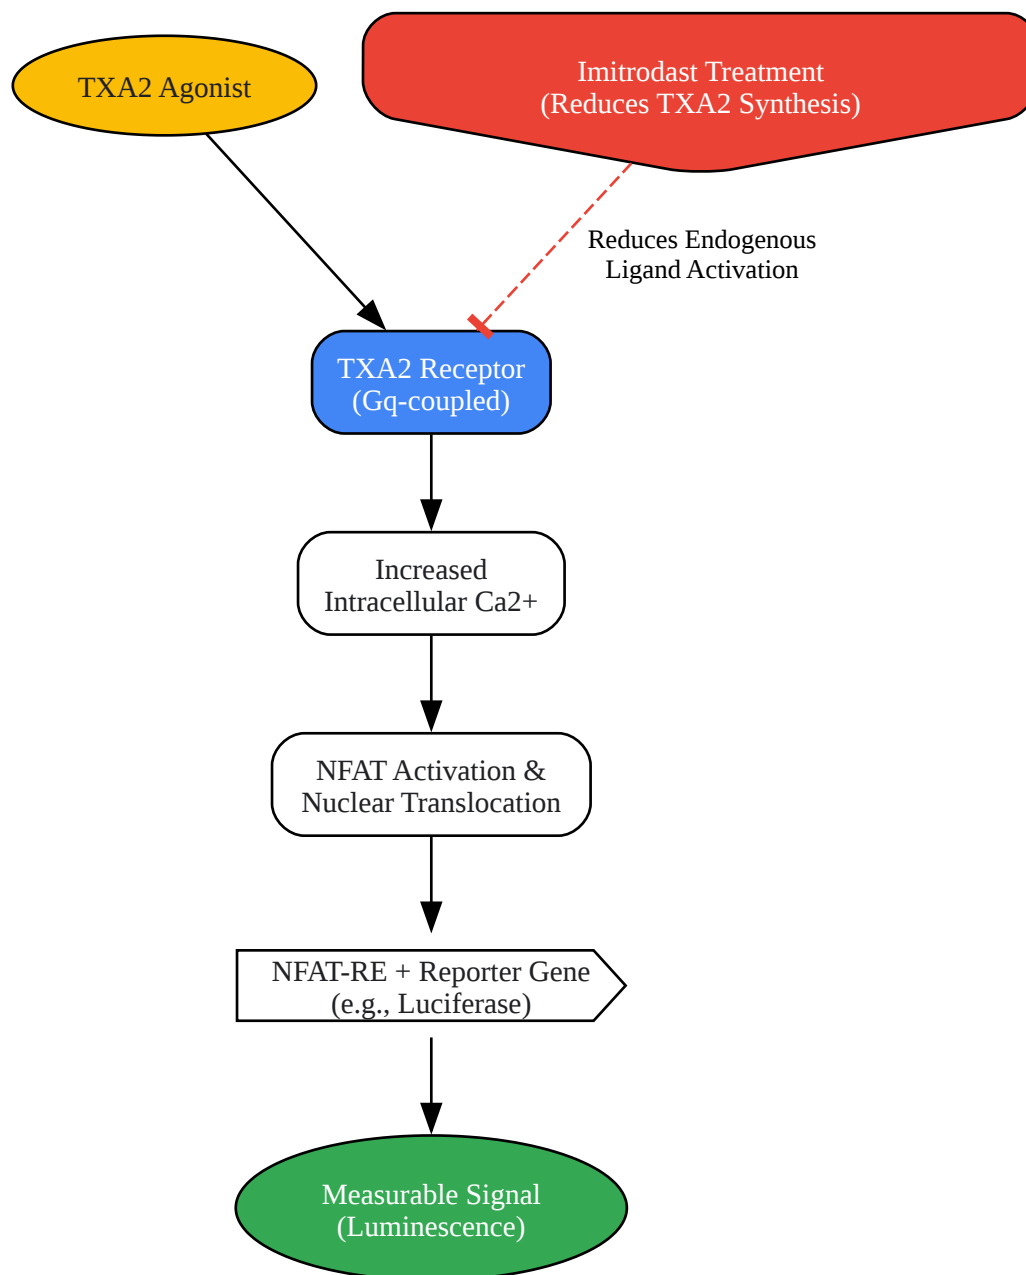 TXA2 Agonist
Imitrodast Treatment
(Reduces TXA2 Synthesis)
Reduces Endogenous
Ligand Activation
TXA2 Receptor
(Gq-coupled)
Increased
Intracellular Ca2+
NFAT Activation &
Nuclear Translocation
NFAT-RE + Reporter Gene
(e.g., Luciferase)
Measurable Signal
(Luminescence)